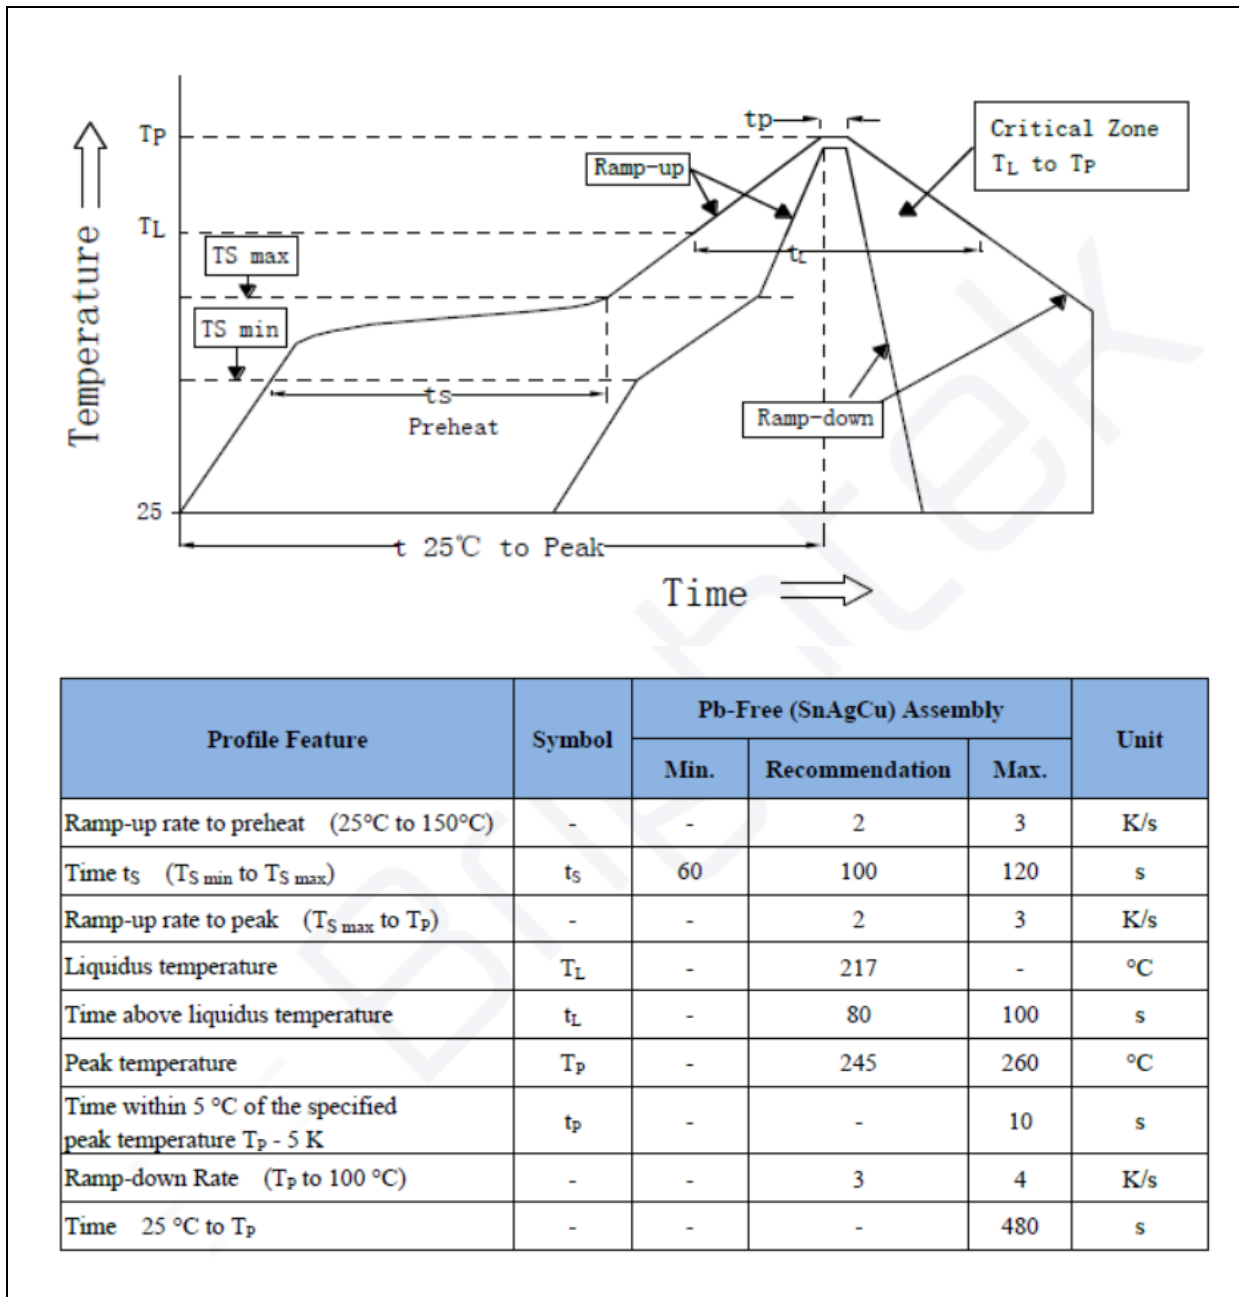 tp
TP
Critical Zone
TL to TP
Ramp-up
TL
TS max
tL
TS min
ts
Preheat
Ramp-down
Temperature
25
t 25℃ to Peak
Time
Britek
Profile Feature Symbol Pb-Free (SnAgCu) Assembly Unit
Min. Recommendation Max.
Ramp-up rate to preheat (25°C to 150°C) - - 2 3 K/s
Time tS (TS min to TS max) tS 60 100 120 s
Ramp-up rate to peak (TS max to TP) - - 2 3 K/s
Liquidus temperature TL - 217 - °C
Time above liquidus temperature tL - 80 100 s
Peak temperature TP - 245 260 °C
Time within 5 °C of the specified
peak temperature TP - 5 K tP - - 10 s
Ramp-down Rate (TP to 100 °C) - - 3 4 K/s
Time 25 °C to TP - - - 480 s